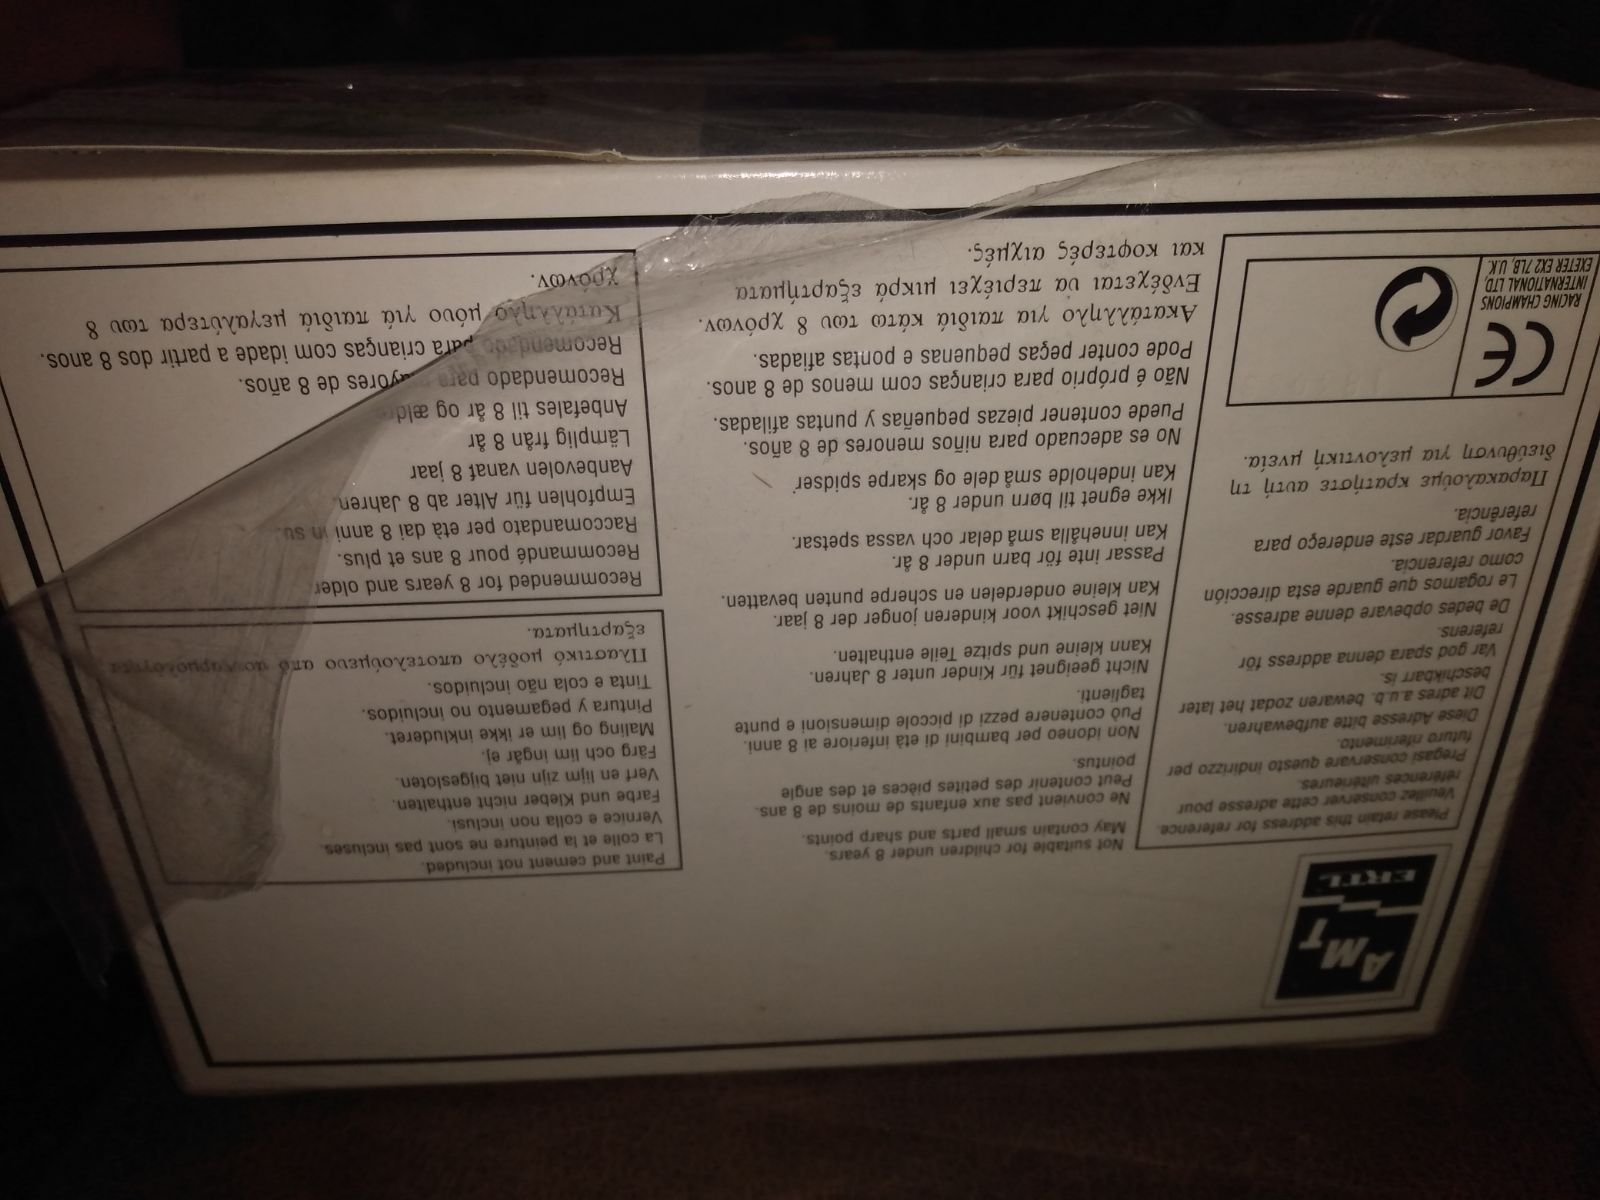 AMT
ERTL
Please retain this address for reference
Veuillez conserver cette adresse pour
références ultérieures.
Pregasi conservare questo indirizzo per
futuro riferimento.
Diese Adresse bitte aufbewahren.
Dit adres a.u.b. bewaren zodat het later
beschikbarr is.
Var god spara denna address för
referens.
De bedes opbevare denne adresse.
Le rogamos que guarde esta dirección
como referencia.
Favor guardar este endereço para
referência.
Παρακαλούμε κρατήστε αυτή τη
διεύθυνση για μελοντική μνεία.
CE
RACING CHAMPIONS
INTERNATIONAL LTD,
EXETER EX2 7LB, U.K.
Not suitable for children under 8 years.
May contain small parts and sharp points.
Ne convient pas aux enfants de moins de 8 ans.
Peut contenir des petites pièces et des angle
pointus.
Non idoneo per bambini di età inferiore ai 8 anni.
Può contenere pezzi di piccole dimensioni e punte
taglienti.
Nicht geeignet für Kinder unter 8 Jahren.
Kann kleine und spitze Teile enthalten.
Niet geschikt voor kinderen jonger der 8 jaar.
Kan kleine onderdelen en scherpe punten bevatten.
Passar inte för barn under 8 år.
Kan innehålla små delar och vassa spetsar.
Ikke egnet til børn under 8 år.
Kan indeholde små dele og skarpe spidser
No es adecuado para niños menores de 8 años.
Puede contener piezas pequeñas y puntas afiladas.
Não é próprio para crianças com menos de 8 anos.
Pode conter peças pequenas e pontas afiadas.
Ακατάλληλο για παιδιά κάτω των 8 χρόνων.
Ενδέχεται νά περιέχει μικρά εξαρτήματα
και κοφτερές αιχμές.
Paint and cement not included.
La colle et la peinture ne sont pas incluses.
Vernice e colla non inclusi.
Farbe und Kleber nicht enthalten.
Verf en lijm zijn niet bijgesloten.
Färg och lim ingår ej.
Maling og lim er ikke inkluderet.
Pintura y pegamento no incluidos.
Tinta e cola não incluidos.
Πλαστικό μοδέλο αποτελούμενο από
εξαρτηματα.
Recommended for 8 years and older
Recommandé pour 8 ans et plus.
Raccomandato per età dai 8 anni in su.
Empfohlen für Alter ab 8 Jahren.
Aanbevolen vanaf 8 jaar
Lämplig från 8 år
Anbefales til 8 år og ældre
Recomendado para mayores de 8 años.
Recomendado para crianças com idade a partir dos 8 anos.
Κατάλληλο μόνο γιά παιδιά μεγαλύτερα των 8
χρόνων.